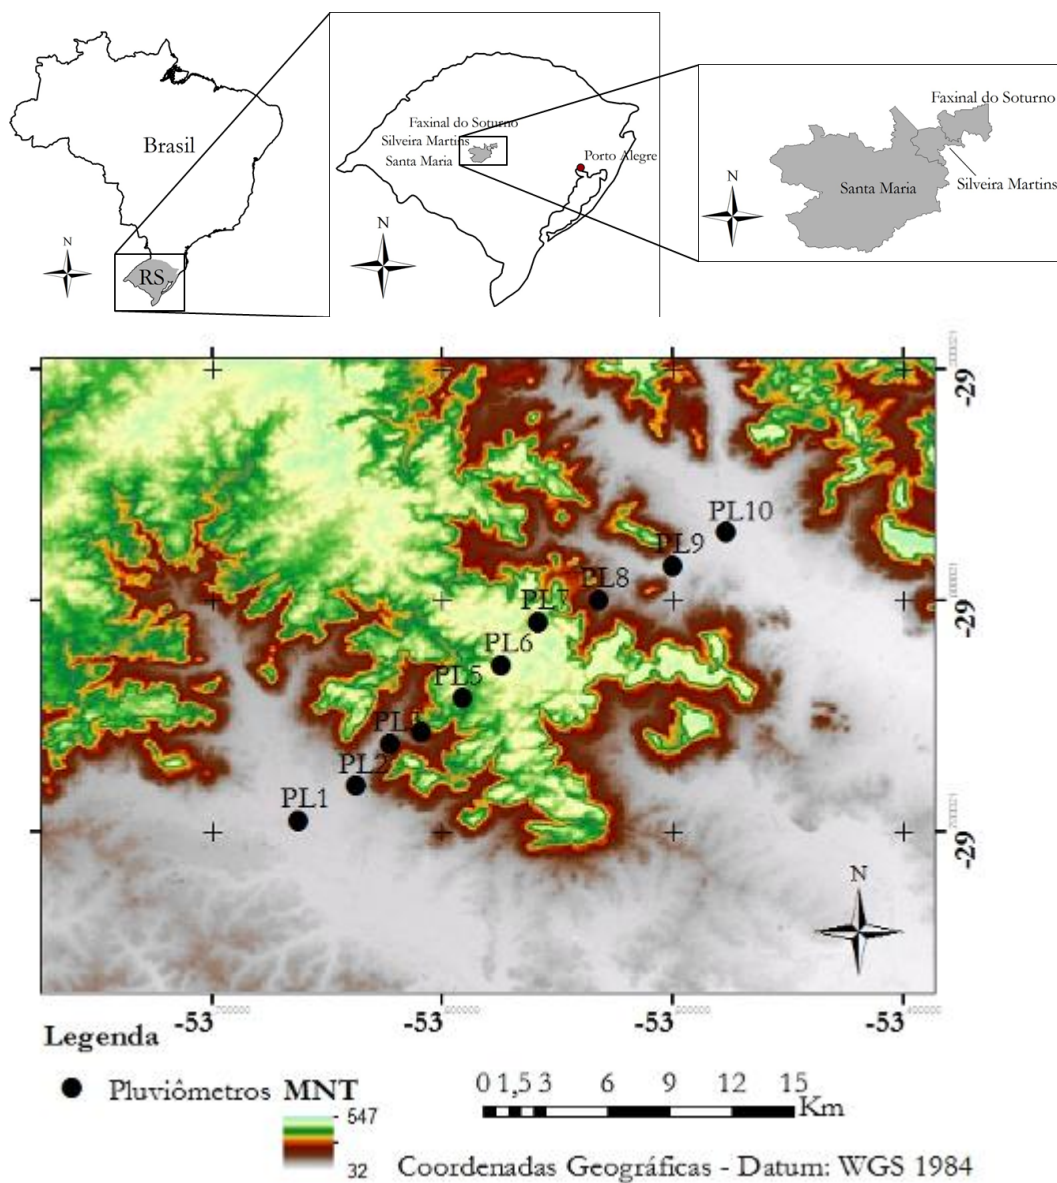 Brasil
RS
N
Faxinal do Soturno
Silveira Martins
Santa Maria
Porto Alegre
N
Faxinal do Soturno
Santa Maria
Silveira Martins
N
PL10
PL9
PL8
PL7
PL6
PL5
PL2
PL1
N
-29
-29
-29
-53
-53
-53
-53
Legenda
Pluviômetros
MNT
547
32
0 1,5 3 6 9 12 15
Km
Coordenadas Geográficas - Datum: WGS 1984